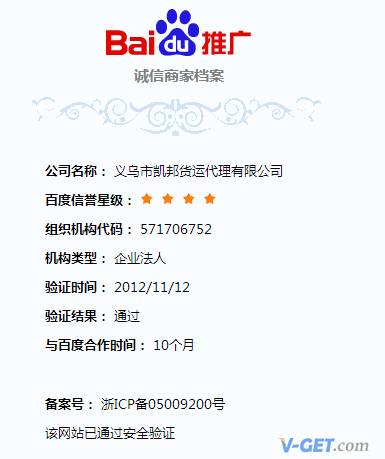 Baidu推广
诚信商家档案
公司名称： 义乌市凯邦货运代理有限公司
百度信誉星级： ★ ★ ★ ★
组织机构代码： 571706752
机构类型： 企业法人
验证时间： 2012/11/12
验证结果： 通过
与百度合作时间： 10个月
备案号： 浙ICP备05009200号
该网站已通过安全验证
V-GET.com